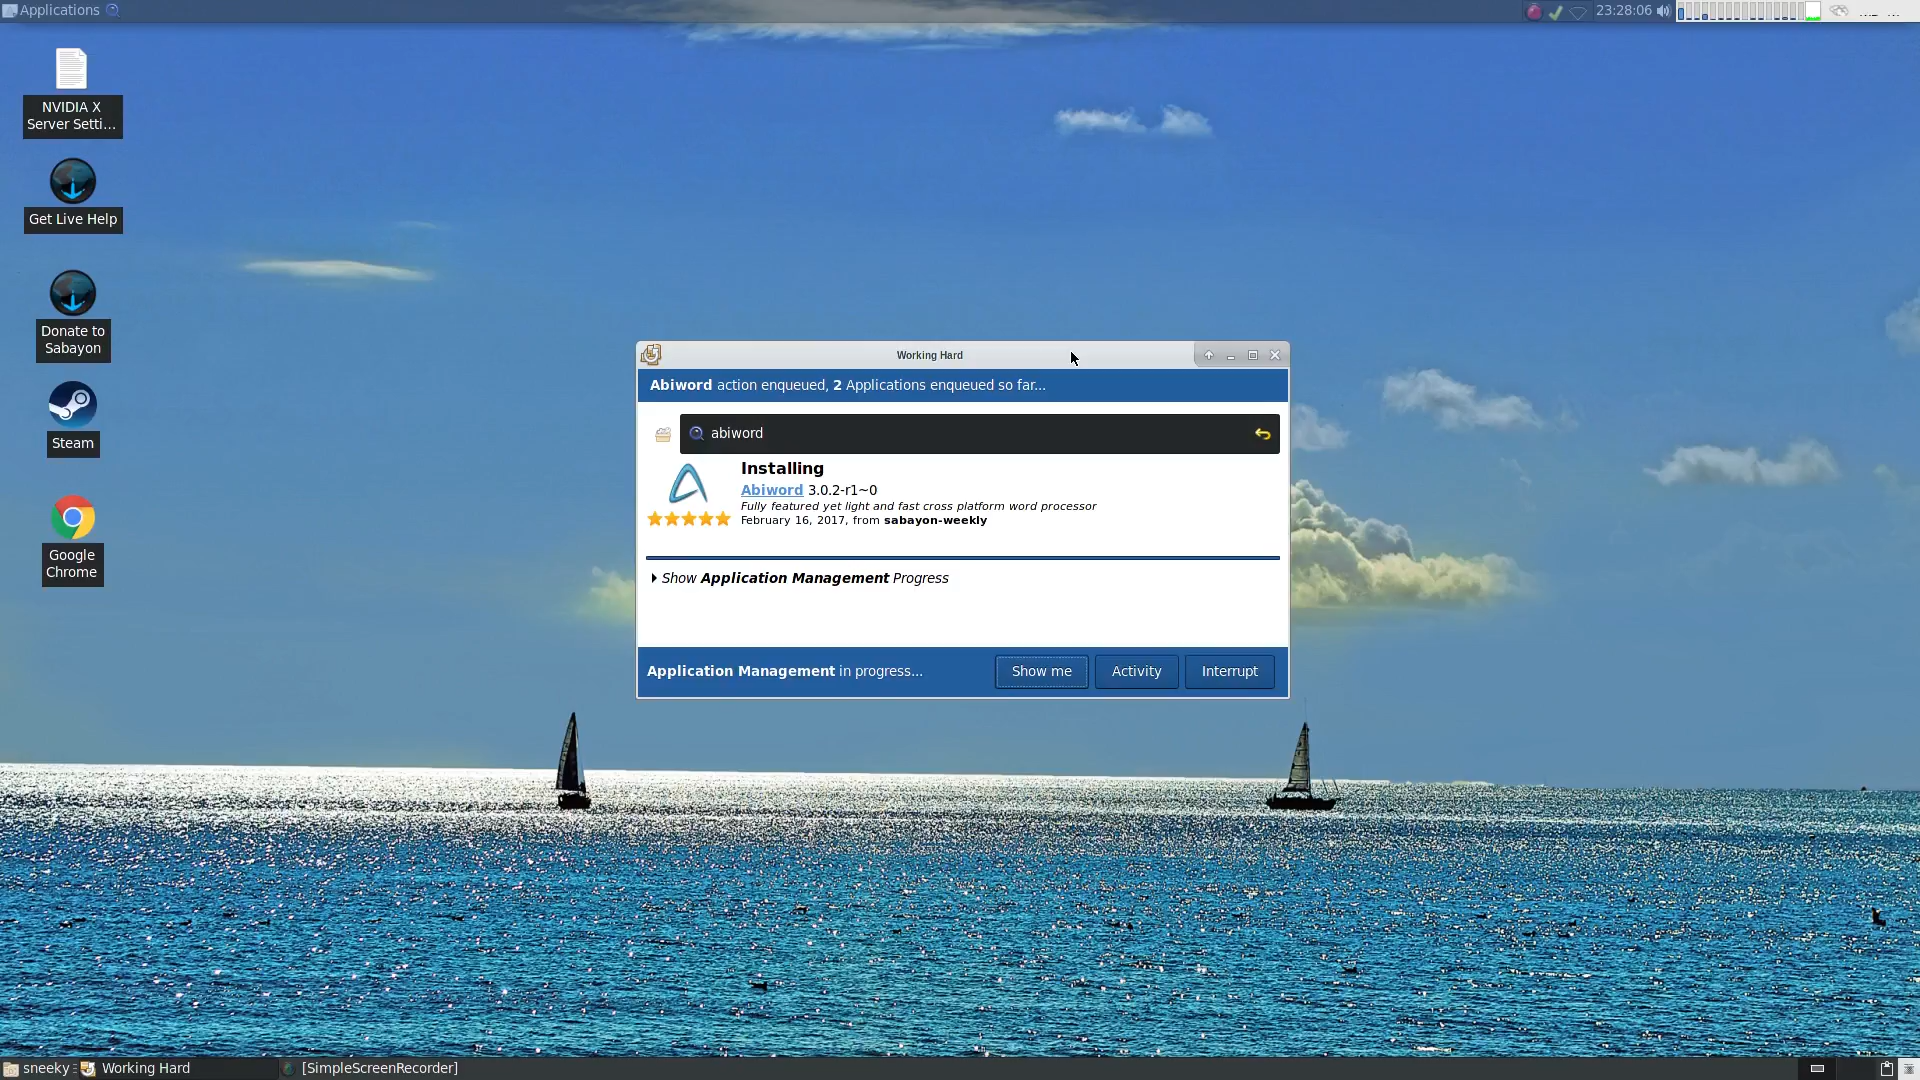 Applications
23:28:06
NVIDIA X
Server Setti...
Get Live Help
Donate to
Sabayon
Steam
Google
Chrome
Working Hard
Abiword action enqueued, 2 Applications enqueued so far...
abiword
Installing
Abiword 3.0.2-r1~0
Fully featured yet light and fast cross platform word processor
February 16, 2017, from sabayon-weekly
Show Application Management Progress
Application Management in progress...
Show me
Activity
Interrupt
sneeky
Working Hard
[SimpleScreenRecorder]